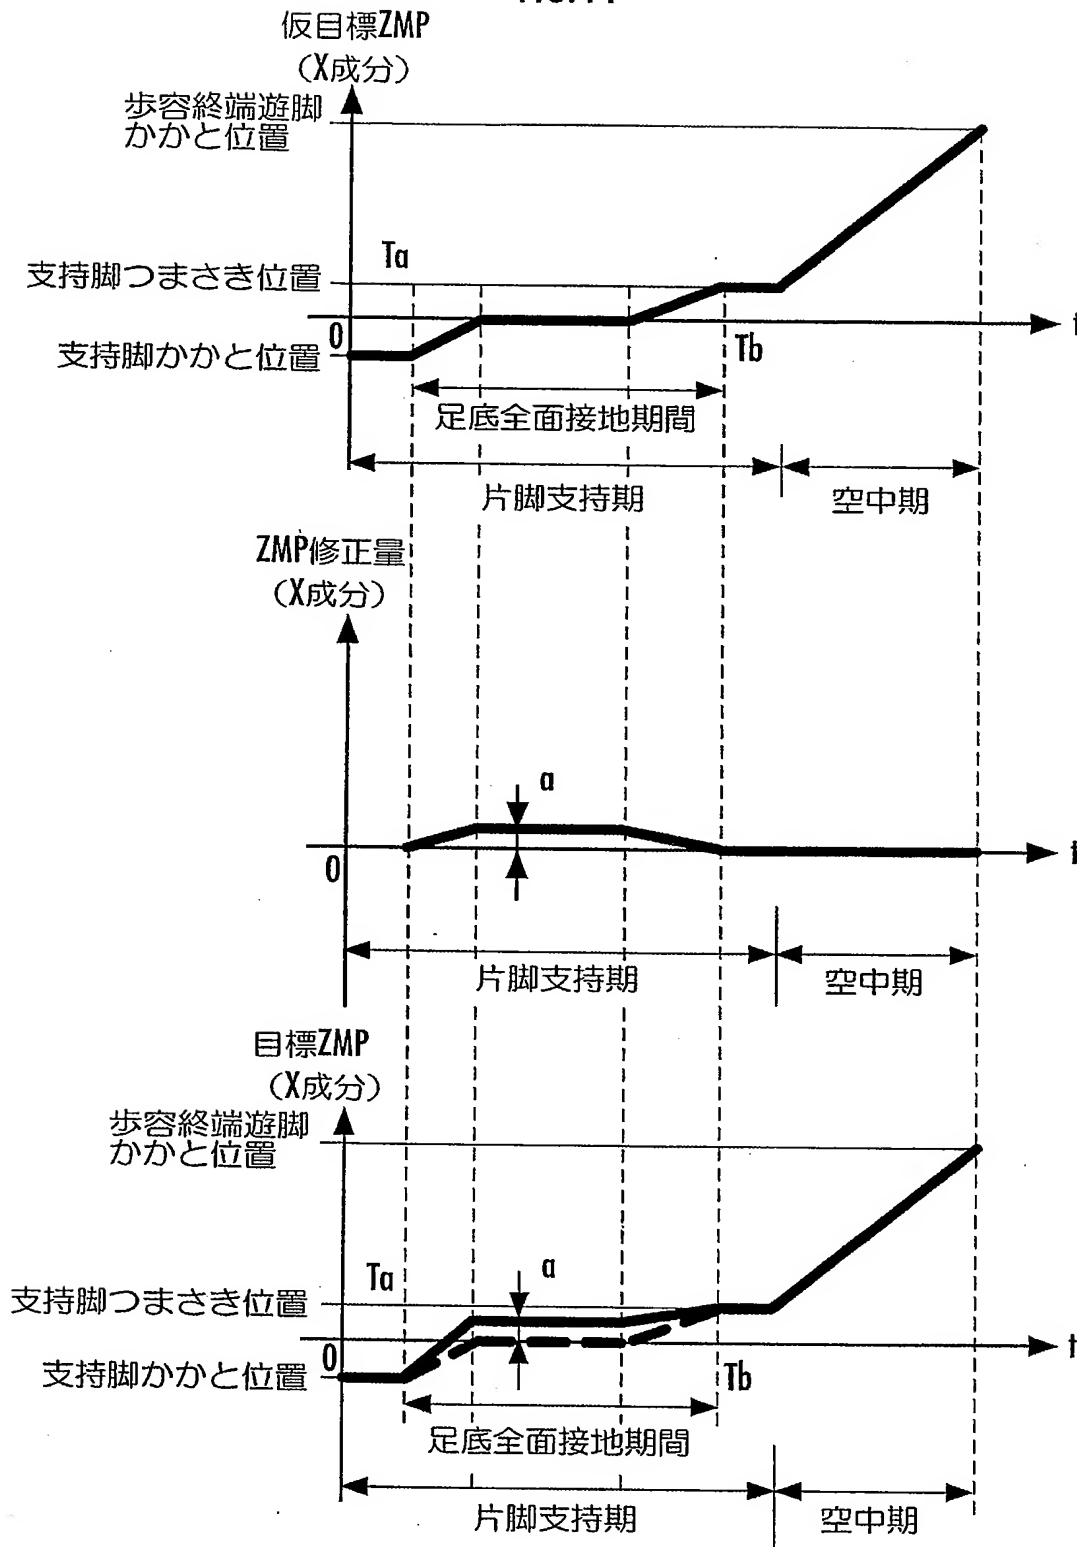 仮目標ZMP
（X成分）
歩容終端遊脚
かかと位置
Ta
支持脚つまさき位置
0
t
支持脚かかと位置
Tb
足底全面接地期間
片脚支持期
空中期
ZMP修正量
（X成分）
a
0
t
片脚支持期
空中期
目標ZMP
（X成分）
歩容終端遊脚
かかと位置
Ta
a
支持脚つまさき位置
0
t
支持脚かかと位置
Tb
足底全面接地期間
片脚支持期
空中期